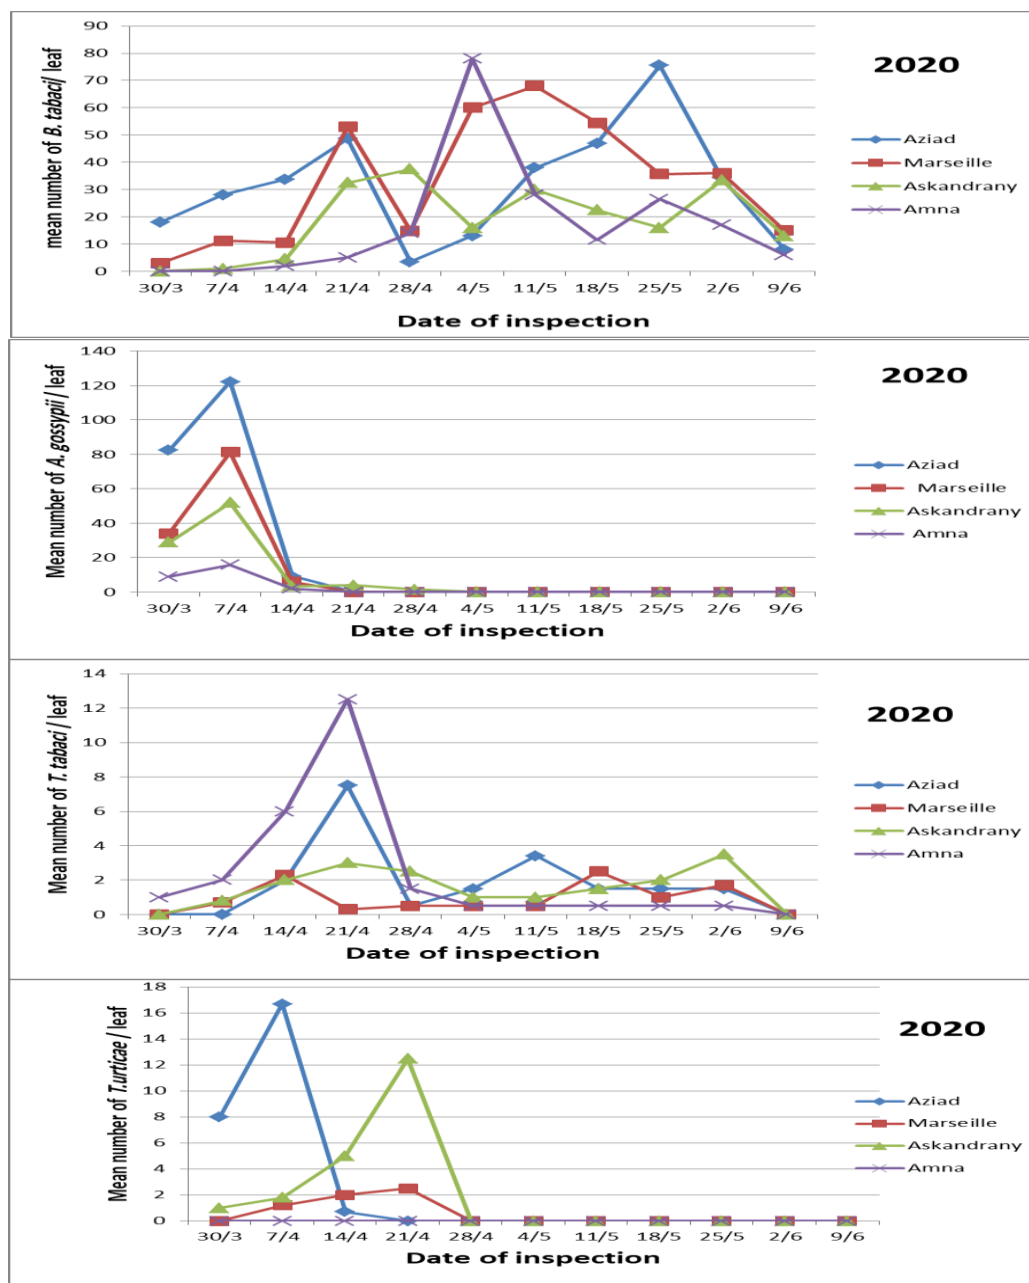 mean number of B. tabaci/ leaf
90
80
70
60
50
40
30
20
10
0
2020
Aziad
Marseille
Askandrany
Amna
30/3 7/4 14/4 21/4 28/4 4/5 11/5 18/5 25/5 2/6 9/6
Date of inspection
Mean number of A. gossypii / leaf
140
120
100
80
60
40
20
0
2020
Aziad
Marseille
Askandrany
Amna
30/3 7/4 14/4 21/4 28/4 4/5 11/5 18/5 25/5 2/6 9/6
Date of inspection
Mean number of T. tabaci / leaf
14
12
10
8
6
4
2
0
2020
Aziad
Marseille
Askandrany
Amna
30/3 7/4 14/4 21/4 28/4 4/5 11/5 18/5 25/5 2/6 9/6
Date of inspection
Mean number of T.urticae / leaf
18
16
14
12
10
8
6
4
2
0
2020
Aziad
Marseille
Askandrany
Amna
30/3 7/4 14/4 21/4 28/4 4/5 11/5 18/5 25/5 2/6 9/6
Date of inspection